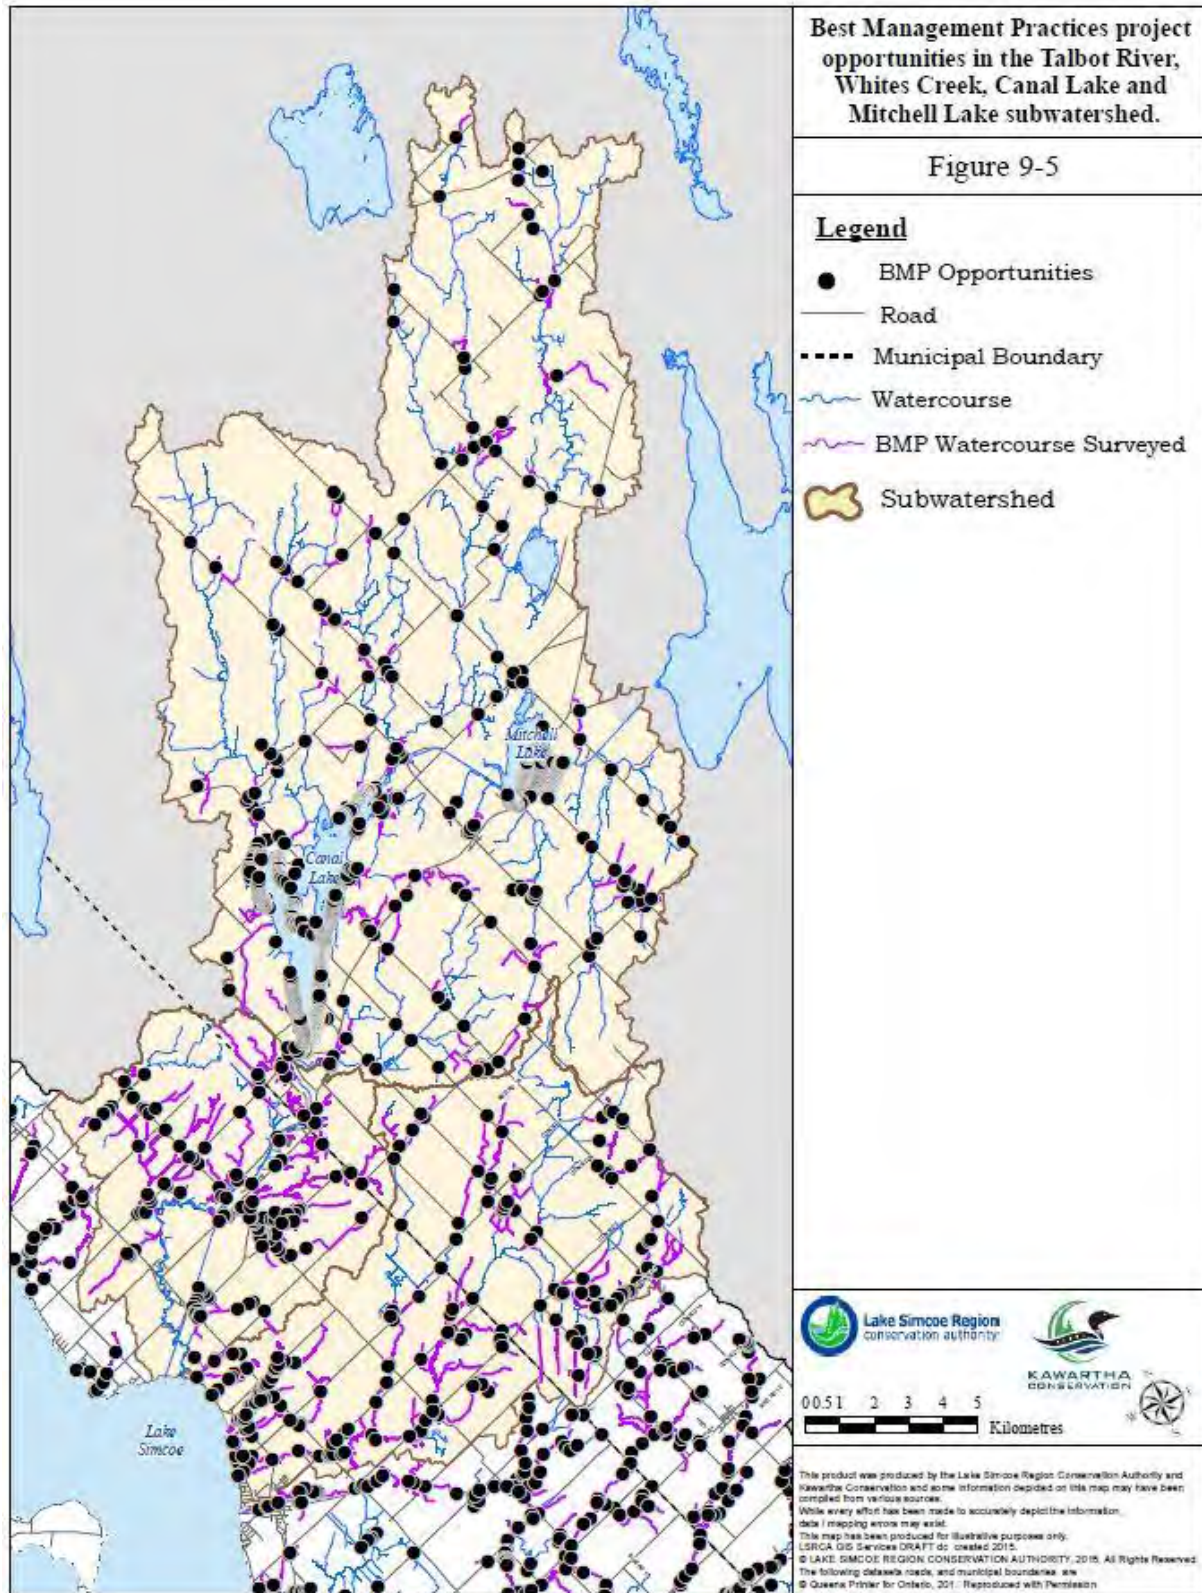 Best Management Practices project
opportunities in the Talbot River,
Whites Creek, Canal Lake and
Mitchell Lake subwatershed.
Figure 9-5
Legend
BMP Opportunities
Road
Municipal Boundary
Watercourse
BMP Watercourse Surveyed
Subwatershed
Mitchell
Lake
Canal
Lake
Lake
Simcoe
Lake Simcoe Region
conservation authority
KAWARTHA
CONSERVATION
0 0.5 1 2 3 4 5
Kilometres
This product was produced by the Lake Simcoe Region Conservation Authority and
Kawartha Conservation and some information depicted on this map may have been
compiled from various sources.
While every effort has been made to accurately depict the information,
data / mapping errors may exist.
This map has been produced for illustrative purposes only.
LSRCA GIS Services DRAFT dc created 2015.
© LAKE SIMCOE REGION CONSERVATION AUTHORITY, 2015. All Rights Reserved
The following datasets roads, and municipal boundaries are
© Queens Printer for Ontario, 201 . Reproduced with Permission